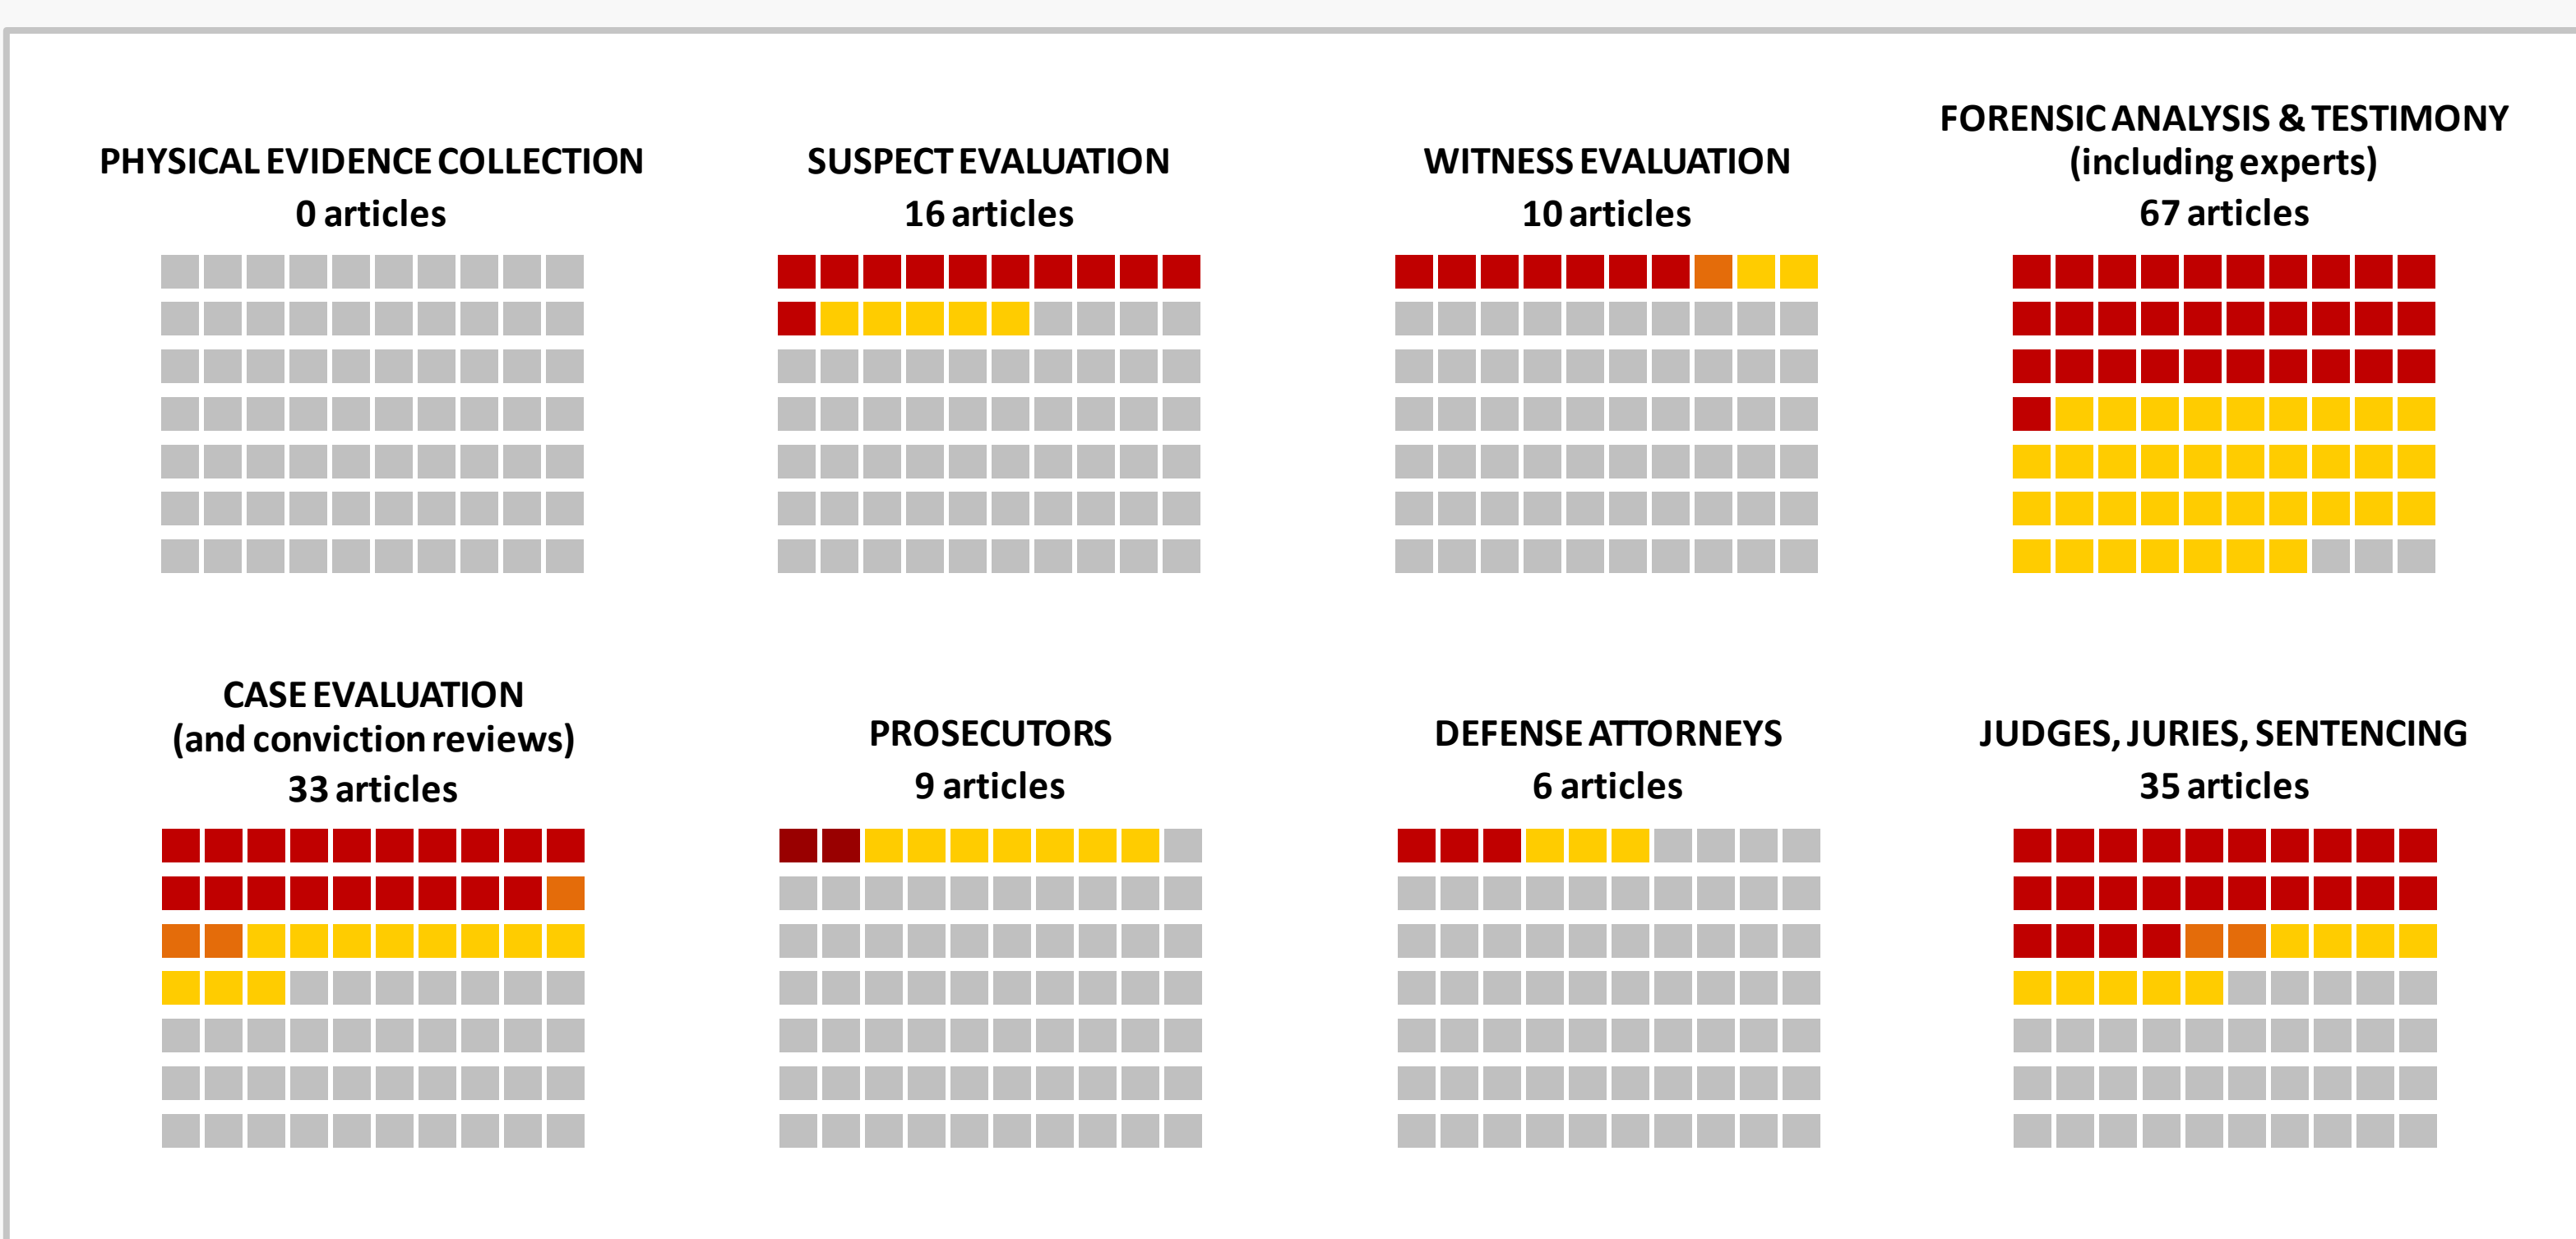 PHYSICAL EVIDENCE COLLECTION
0 articles
SUSPECT EVALUATION
16 articles
WITNESS EVALUATION
10 articles
FORENSIC ANALYSIS & TESTIMONY
(including experts)
67 articles
CASE EVALUATION
(and conviction reviews)
33 articles
PROSECUTORS
9 articles
DEFENSE ATTORNEYS
6 articles
JUDGES, JURIES, SENTENCING
35 articles